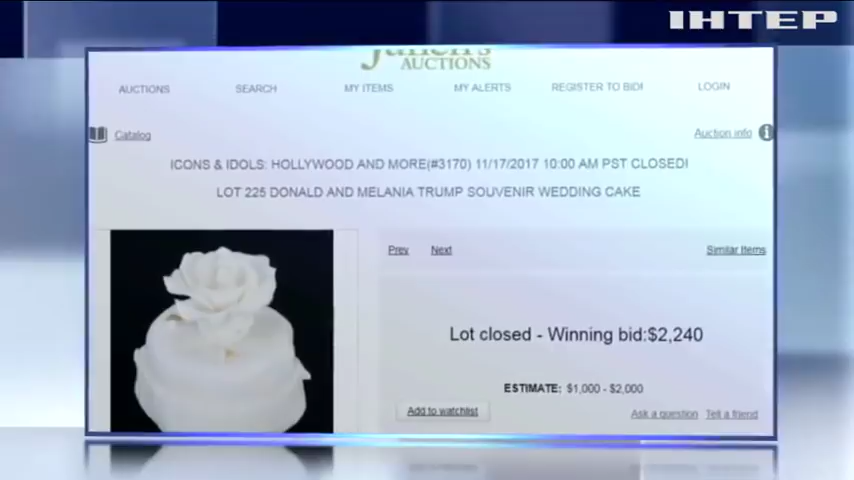 ІНТЕР
Julien's
AUCTIONS
AUCTIONS SEARCH MY ITEMS MY ALERTS REGISTER TO BID! LOGIN
Catalog Auction info i
ICONS & IDOLS: HOLLYWOOD AND MORE(#3170) 11/17/2017 10:00 AM PST CLOSED!
LOT 225 DONALD AND MELANIA TRUMP SOUVENIR WEDDING CAKE
Prev Next Similar Items
Lot closed - Winning bid:$2,240
ESTIMATE: $1,000 - $2,000
Add to watchlist Ask a question Tell a friend